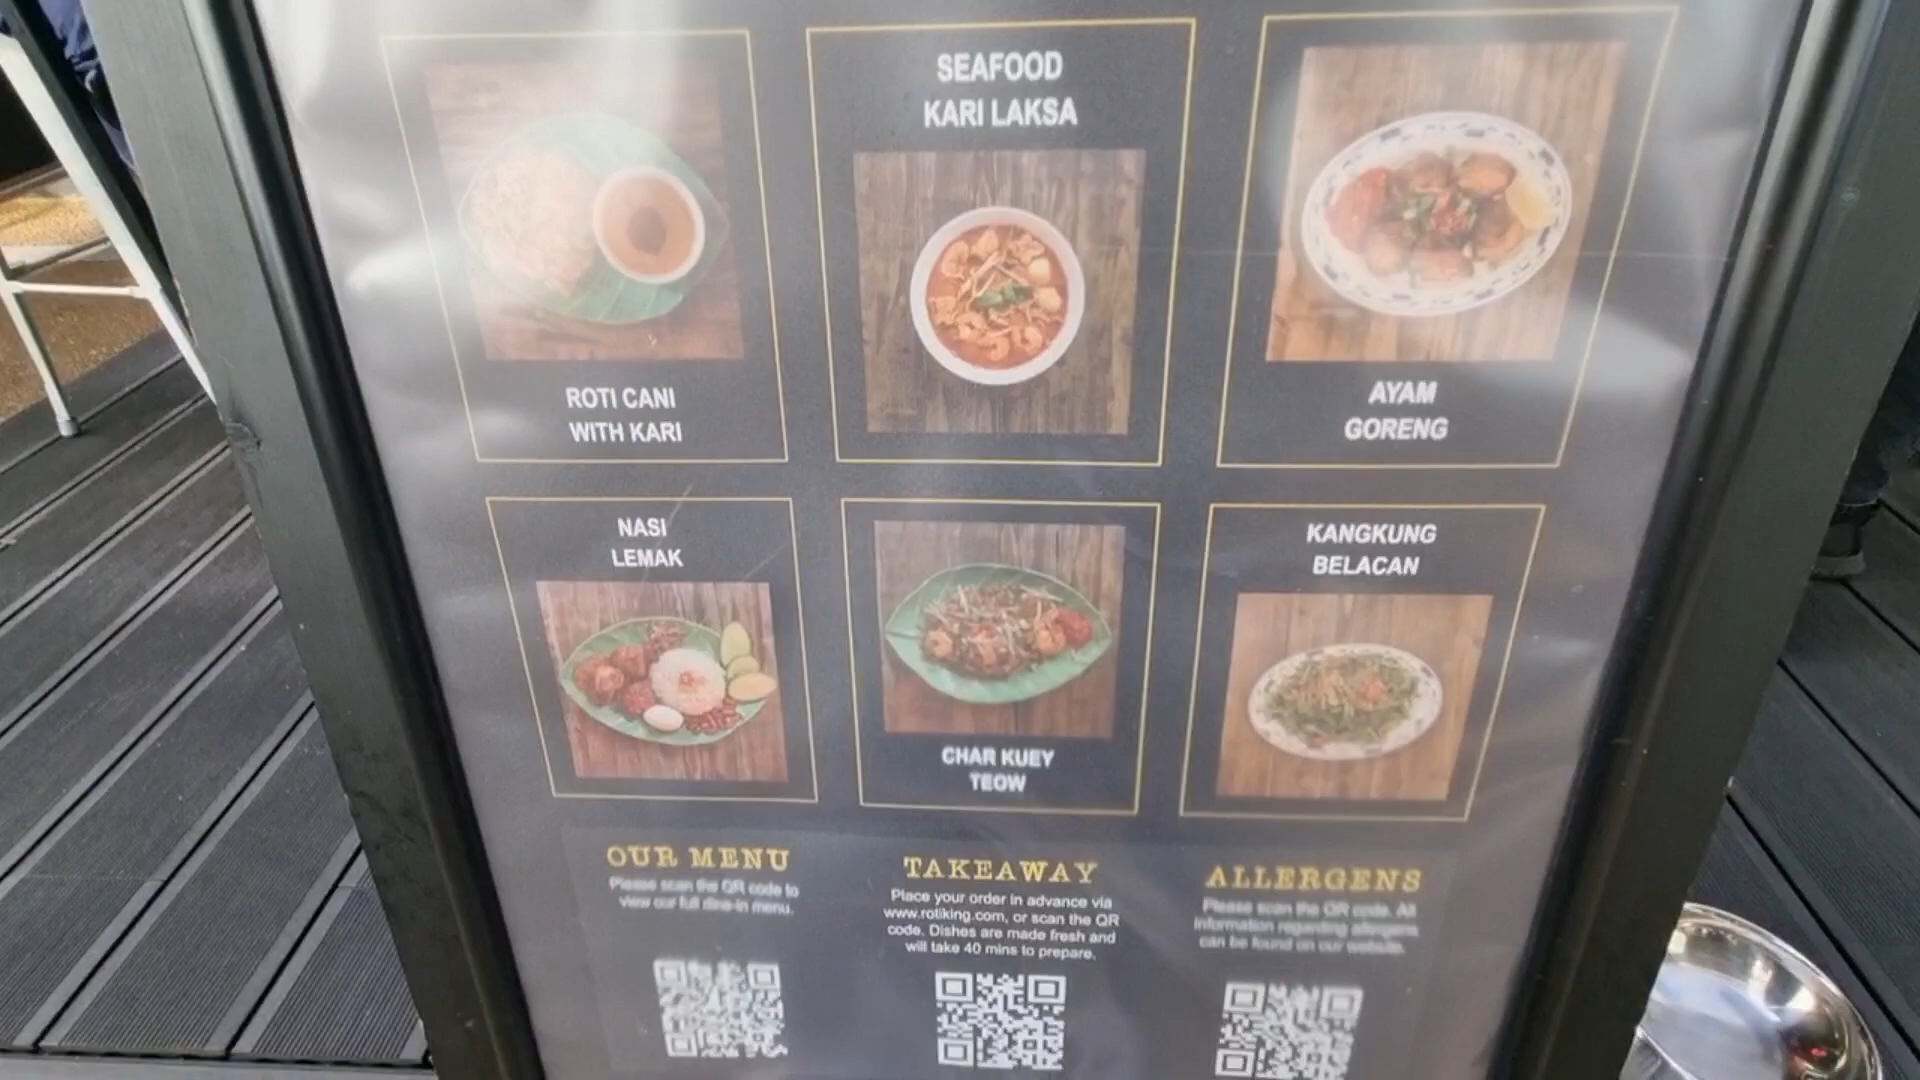 SEAFOOD
KARI LAKSA
ROTI CANI
WITH KARI
AYAM
GORENG
NASI
LEMAK
CHAR KUEY
TEOW
KANGKUNG
BELACAN
OUR MENU
Please scan the QR code to
view our full dine-in menu.
TAKEAWAY
Place your order in advance via
www.rotiking.com, or scan the QR
code. Dishes are made fresh and
will take 40 mins to prepare.
ALLERGENS
Please scan the QR code. All
information regarding allergens
can be found on our website.